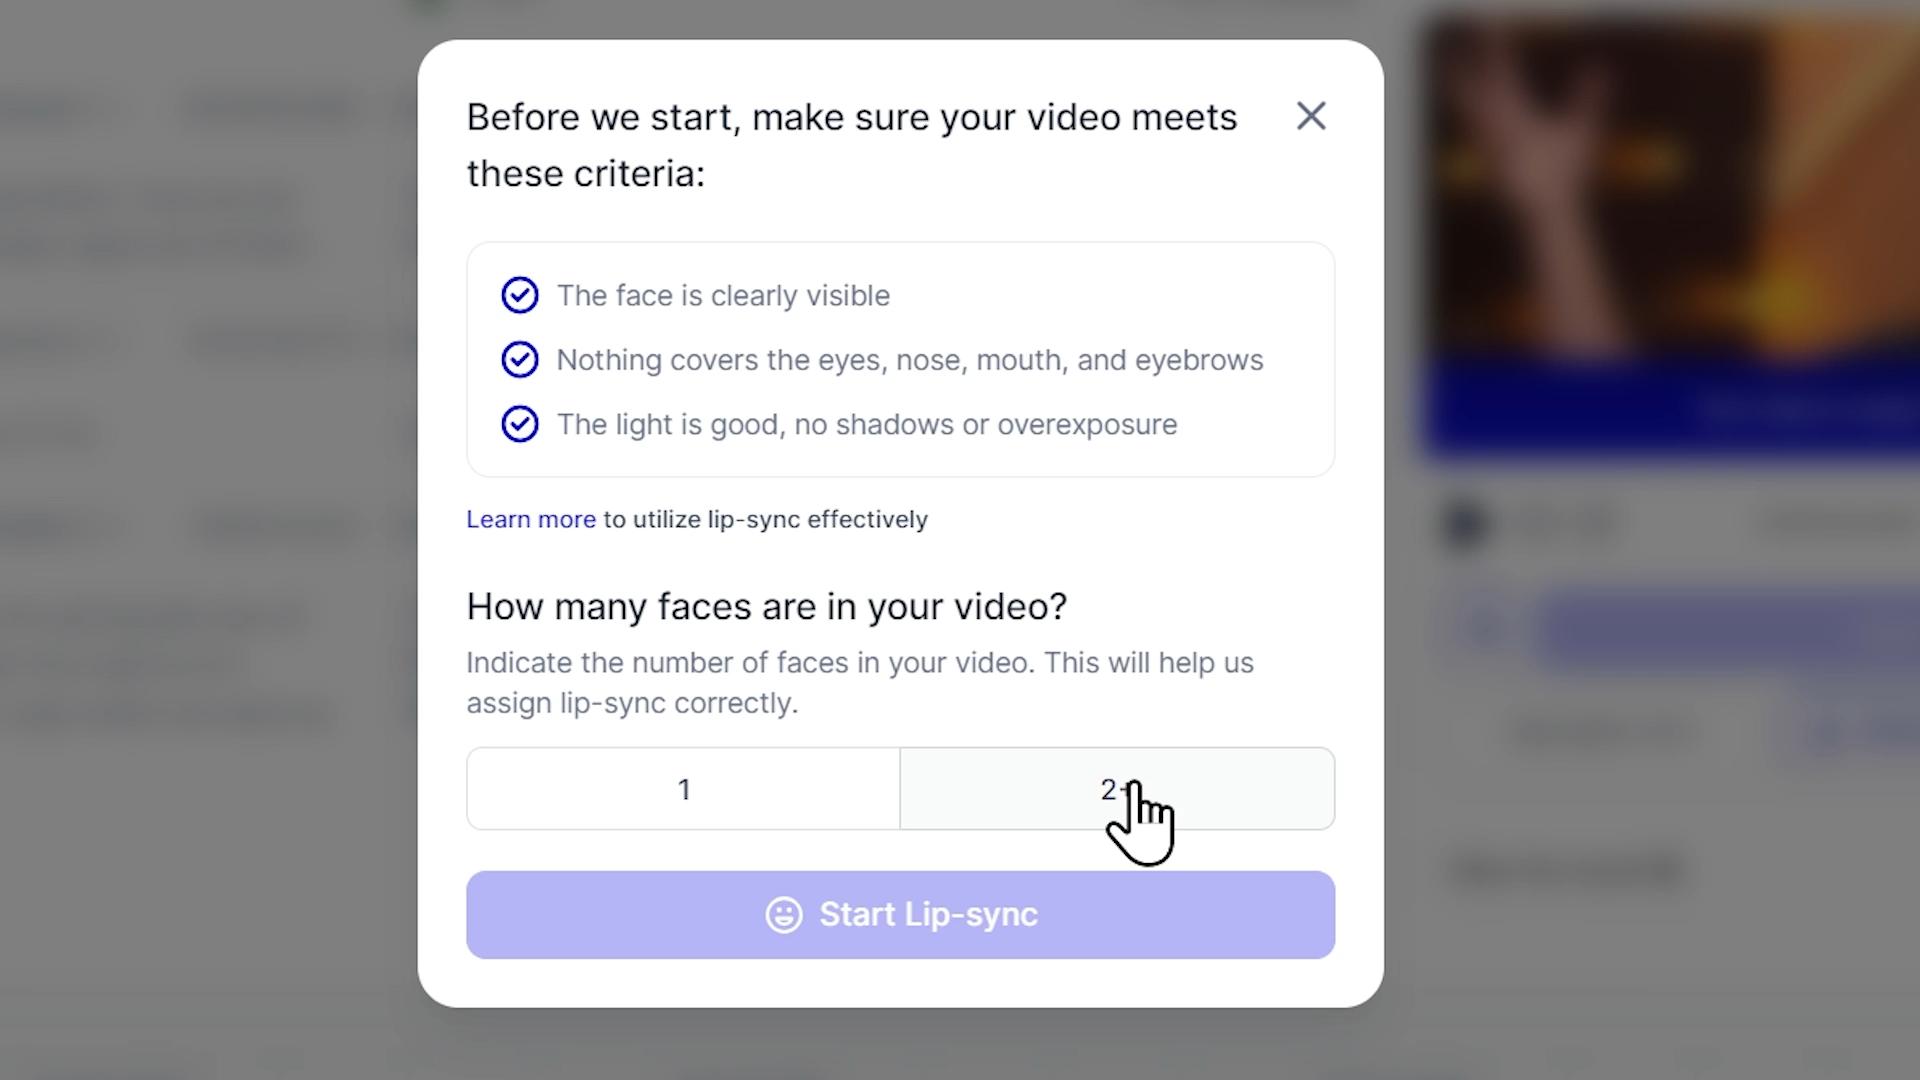 Before we start, make sure your video meets
these criteria:
The face is clearly visible
Nothing covers the eyes, nose, mouth, and eyebrows
The light is good, no shadows or overexposure
Learn more to utilize lip-sync effectively
How many faces are in your video?
Indicate the number of faces in your video. This will help us
assign lip-sync correctly.
1
2+
Start Lip-sync